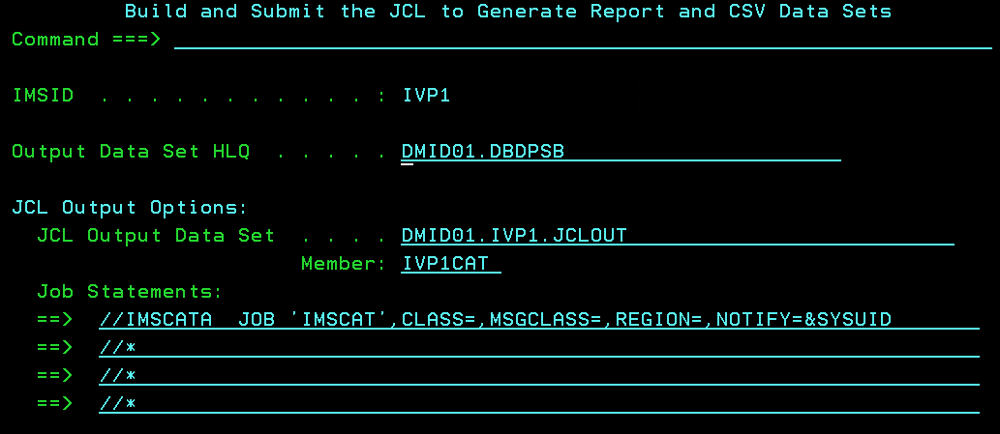 Build and Submit the JCL to Generate Report and CSV Data Sets
Command ===>
IMSID . . . . . . . . . . . . : IVP1
Output Data Set HLQ . . . . . DMID01.DBDPSB
JCL Output Options:
JCL Output Data Set . . . . DMID01.IVP1.JCLOUT
Member: IVP1CAT
Job Statements:
==> //IMSCATA  JOB 'IMSCAT',CLASS=,MSGCLASS=,REGION=,NOTIFY=&SYSUID
==> //*
==> //*
==> //*